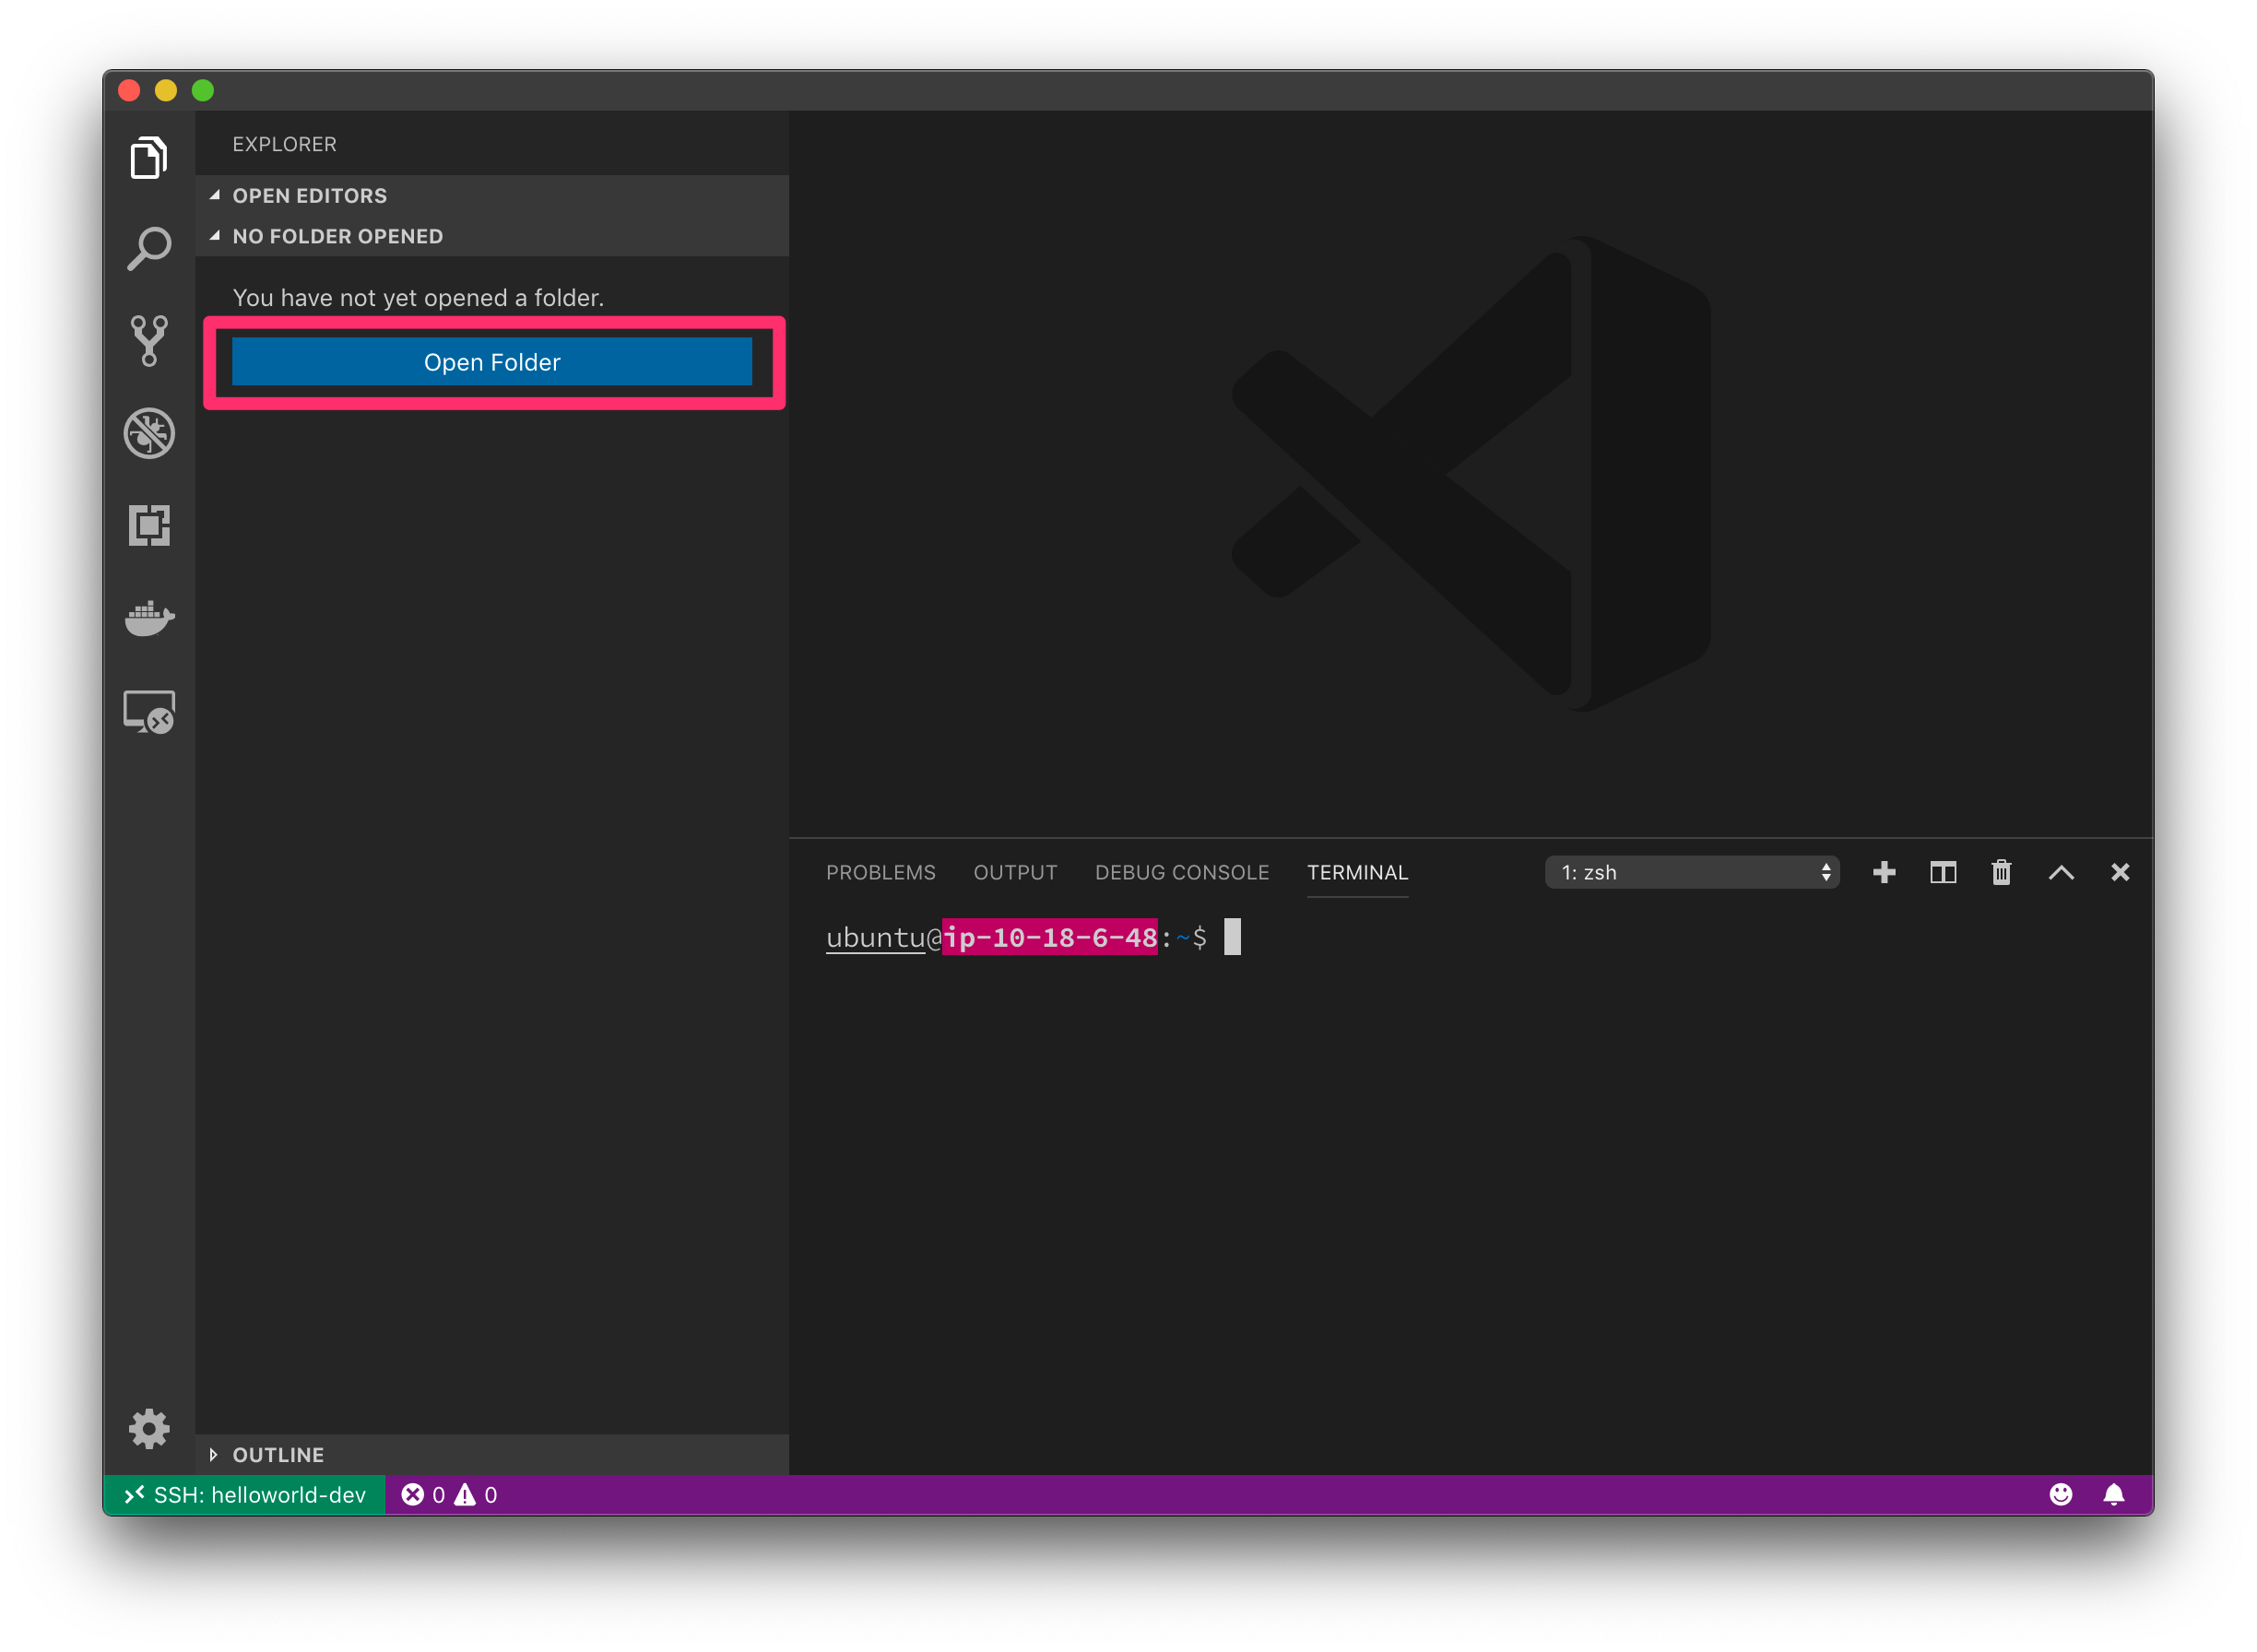 EXPLORER
OPEN EDITORS
NO FOLDER OPENED
You have not yet opened a folder.
Open Folder
OUTLINE
PROBLEMS OUTPUT DEBUG CONSOLE TERMINAL 1: zsh
ubuntu@ip-10-18-6-48:~$
SSH: helloworld-dev 0 0